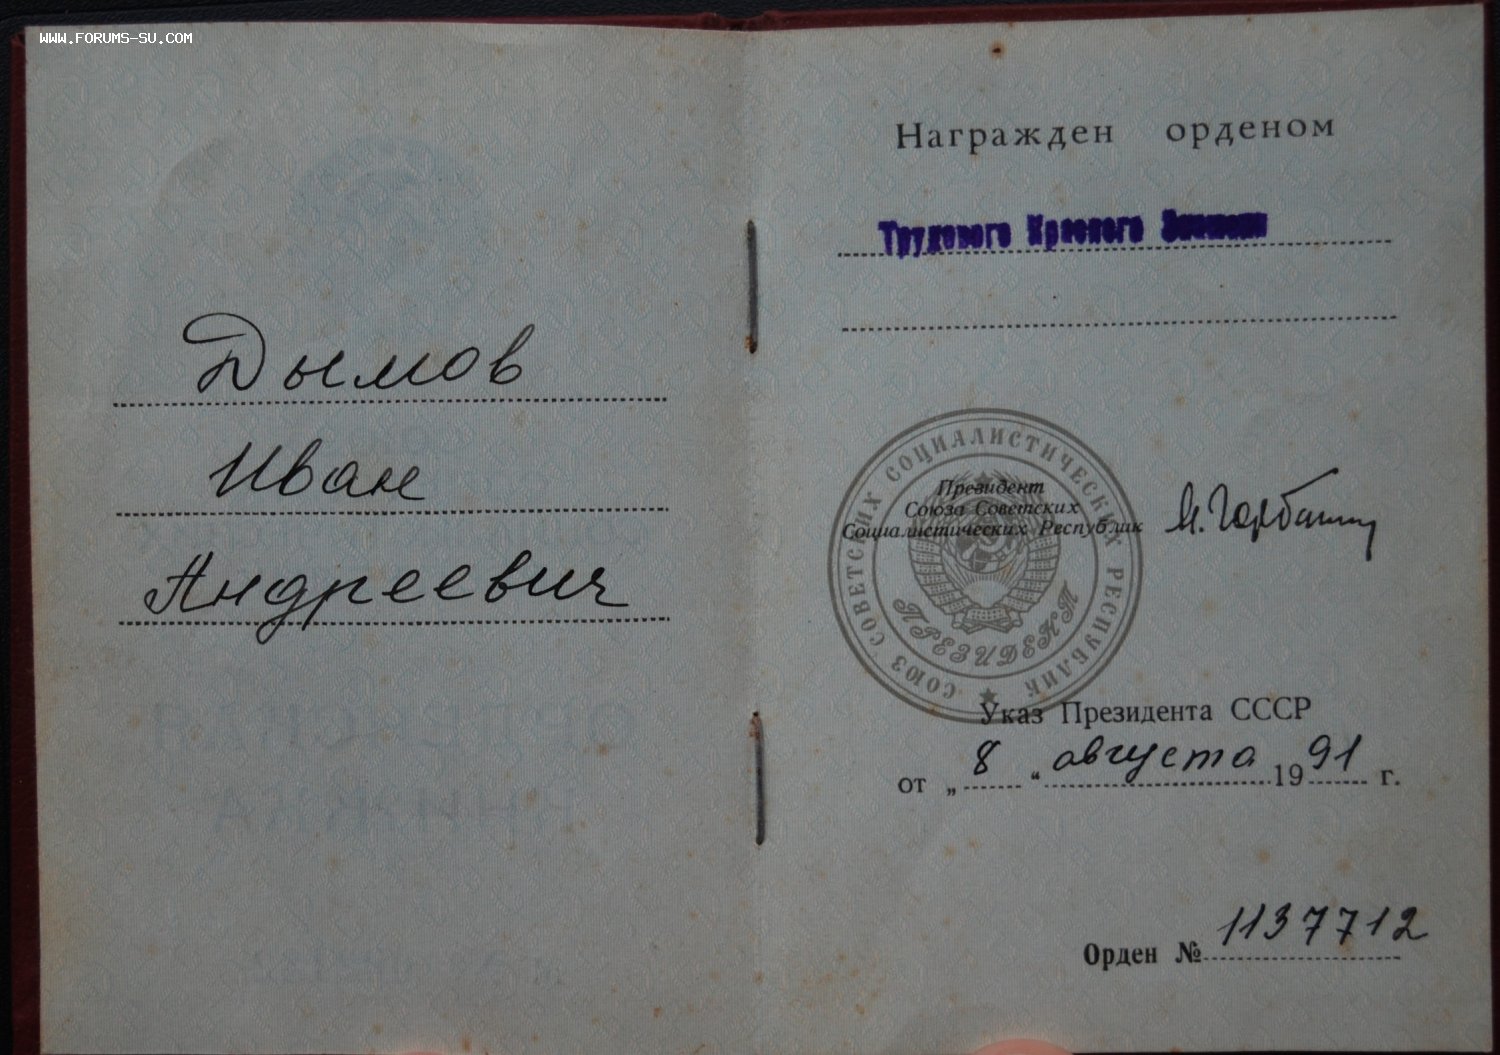 WWW.FORUMS-SU.COM
Дымов
Иван
Андреевич
Награжден орденом
Трудового Красного Знамени
СОЮЗ СОВЕТСКИХ СОЦИАЛИСТИЧЕСКИХ РЕСПУБЛИК
Президент
Союза Советских
Социалистических Республик
ПРЕЗИДЕНТ
Указ Президента СССР
от „ 8 “ августа 1991 г.
Орден № 1137712